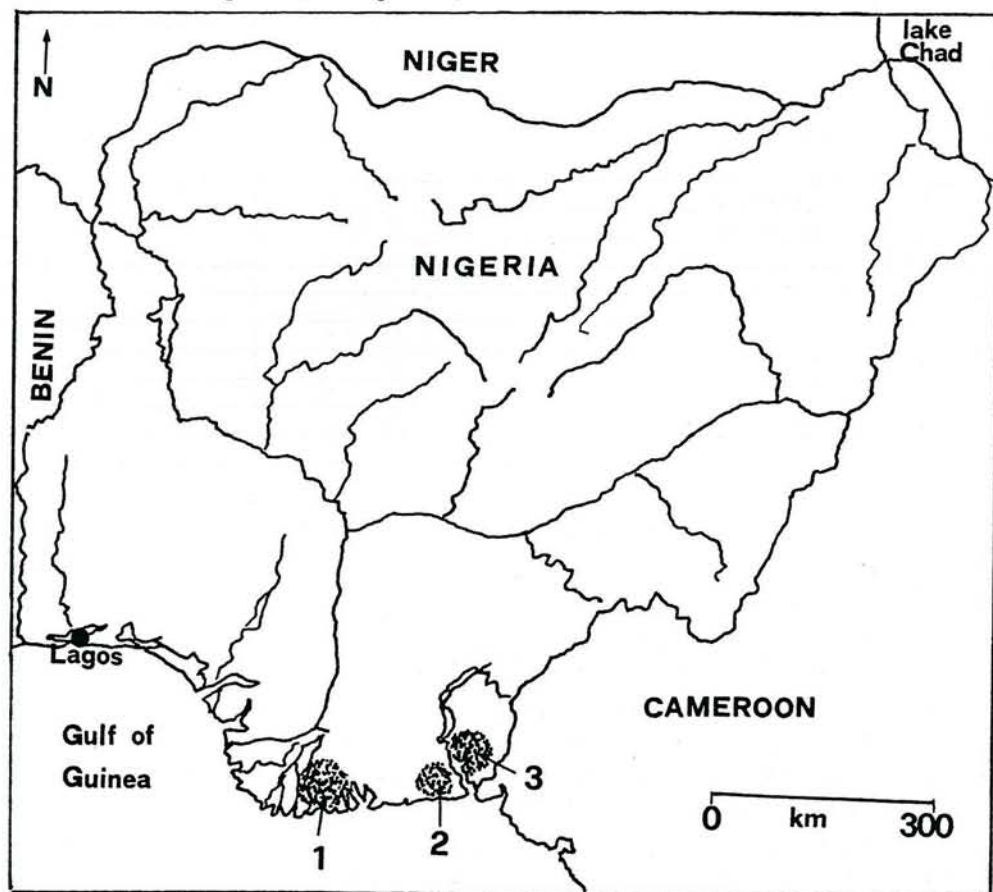 lake
Chad
N
NIGER
NIGERIA
BENIN
Lagos
Gulf of
Guinea
CAMEROON
1
2
3
0 km 300